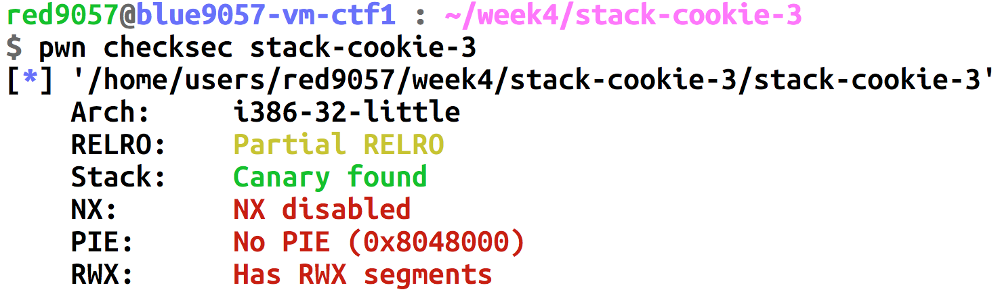 red9057@blue9057-vm-ctf1 : ~/week4/stack-cookie-3
$ pwn checksec stack-cookie-3
[*] '/home/users/red9057/week4/stack-cookie-3/stack-cookie-3'
Arch: i386-32-little
RELRO: Partial RELRO
Stack: Canary found
NX: NX disabled
PIE: No PIE (0x8048000)
RWX: Has RWX segments